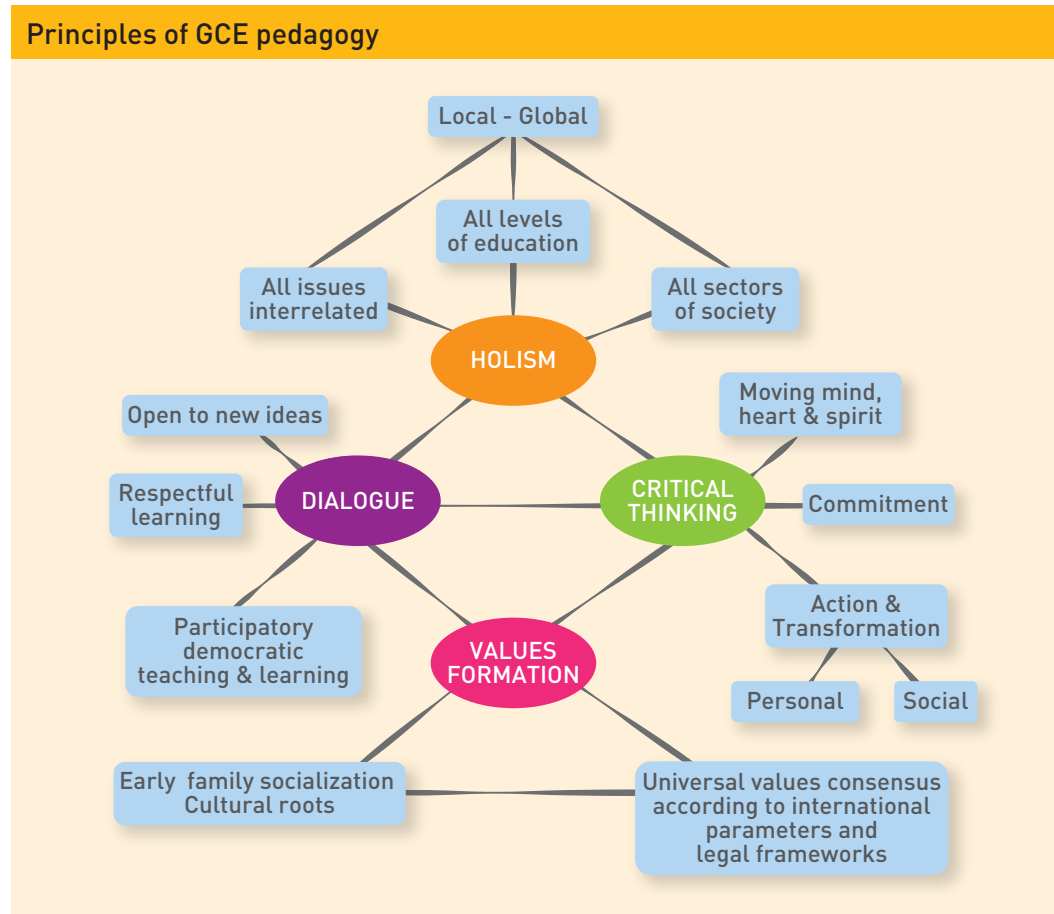 Principles of GCE pedagogy
Local - Global
All levels
of education
All issues
interrelated
All sectors
of society
HOLISM
Moving mind,
heart & spirit
Open to new ideas
Respectful
learning
DIALOGUE
CRITICAL
THINKING
Commitment
Participatory
democratic
teaching & learning
Action &
Transformation
VALUES
FORMATION
Personal
Social
Early family socialization
Cultural roots
Universal values consensus
according to international
parameters and
legal frameworks